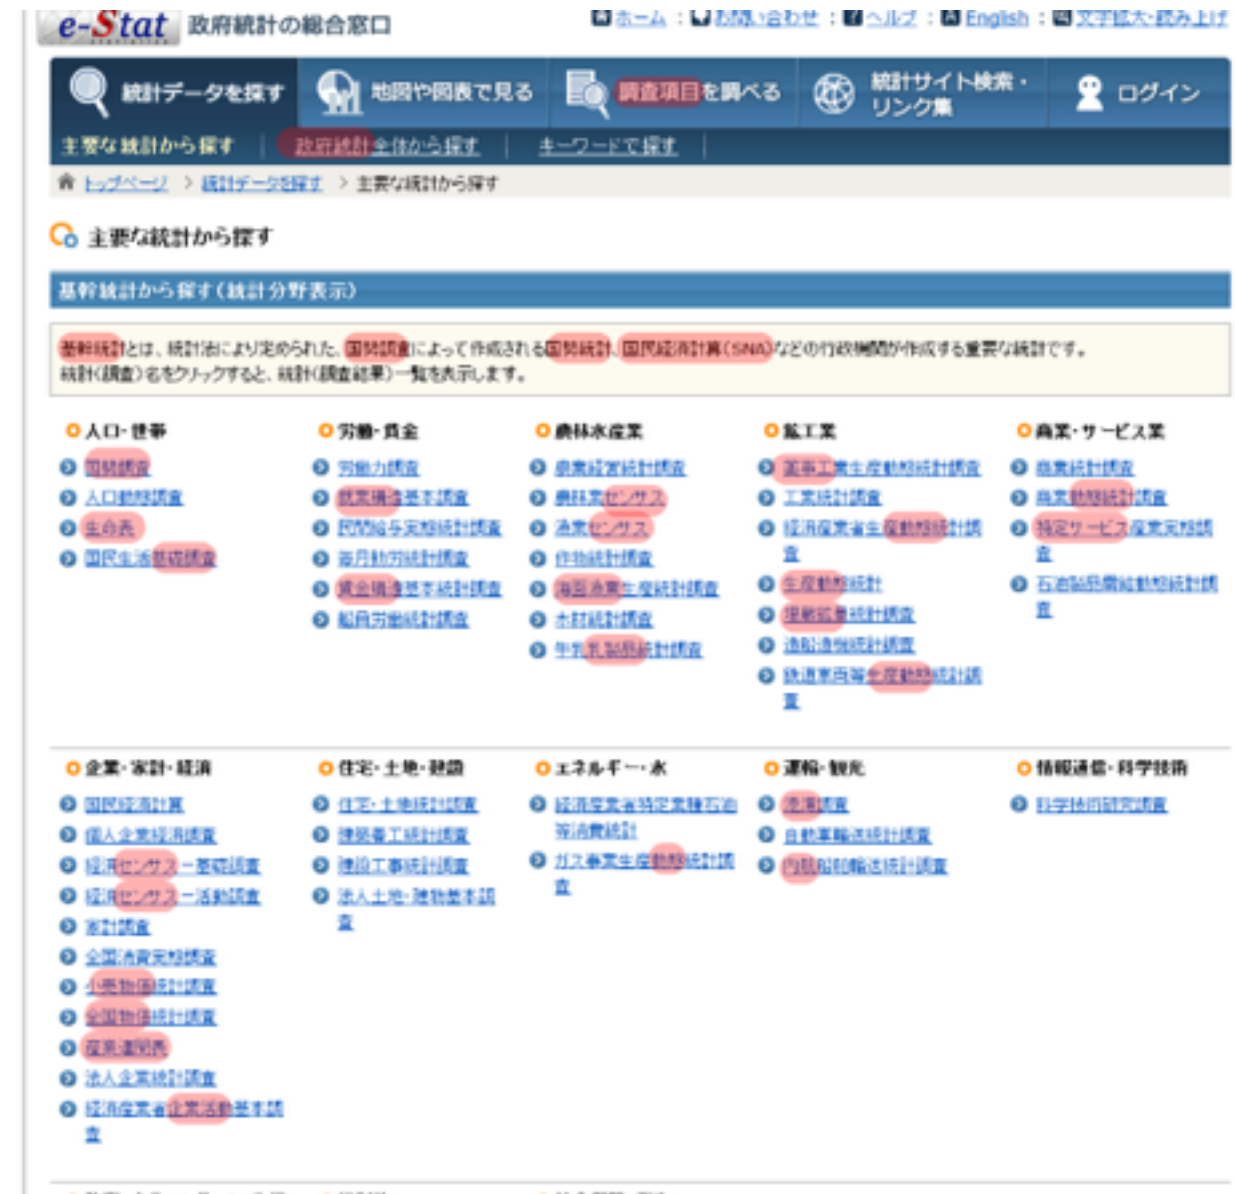 e-Stat 政府統計の総合窓口
ホーム : お問い合わせ : ヘルプ : English : 文字拡大・読み上げ
統計データを探す 地図や図表で見る 調査項目を調べる 統計サイト検索・
リンク集 ログイン
主要な統計から探す | 政府統計全体から探す | キーワードで探す |
トップページ > 統計データを探す > 主要な統計から探す
主要な統計から探す
基幹統計から探す(統計分野表示)
基幹統計とは、統計法により定められた、国勢調査によって作成される国勢統計、国民経済計算(SNA)などの行政機関が作成する重要な統計です。
統計(調査)名をクリックすると、統計(調査結果)一覧を表示します。
人口・世帯
国勢調査
人口動態調査
生命表
国民生活基礎調査
労働・賃金
労働力調査
就業構造基本調査
民間給与実態統計調査
毎月勤労統計調査
賃金構造基本統計調査
船員労働統計調査
農林水産業
農業経営統計調査
農林業センサス
漁業センサス
作物統計調査
海面漁業生産統計調査
木材統計調査
牛乳乳製品統計調査
鉱工業
薬事工業生産動態統計調査
工業統計調査
経済産業省生産動態統計調
査
生産動態統計
埋蔵鉱量統計調査
造船造機統計調査
鉄道車両等生産動態統計調
査
商業・サービス業
商業統計調査
商業動態統計調査
特定サービス産業実態調
査
石油製品需給動態統計調
査
企業・家計・経済
国民経済計算
個人企業経済調査
経済センサス－基礎調査
経済センサス－活動調査
家計調査
全国消費実態調査
小売物価統計調査
全国物価統計調査
産業連関表
法人企業統計調査
経済産業省企業活動基本調
査
住宅・土地・建設
住宅・土地統計調査
建築着工統計調査
建設工事統計調査
法人土地・建物基本調
査
エネルギー・水
経済産業省特定業種石油
等消費統計
ガス事業生産動態統計調
査
運輸・観光
港湾調査
自動車輸送統計調査
内航船舶輸送統計調査
情報通信・科学技術
科学技術研究調査